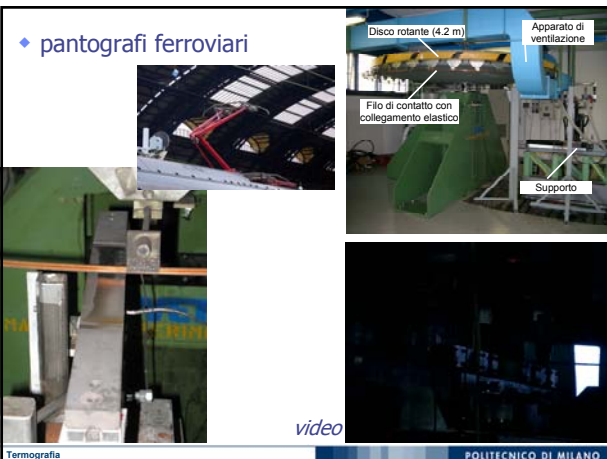 pantografi ferroviari
Disco rotante (4.2 m)
Apparato di
ventilazione
Filo di contatto con
collegamento elastico
Supporto
video
Termografia
POLITECNICO DI MILANO